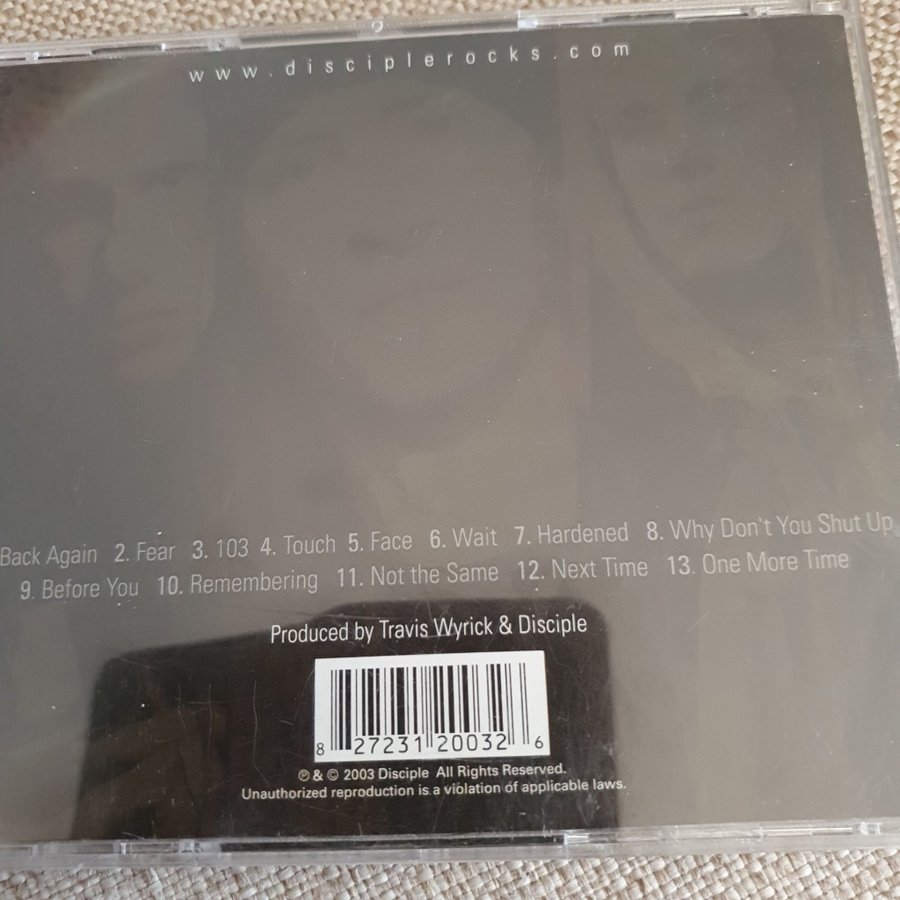 www.disciplerocks.com
Back Again 2. Fear 3. 103 4. Touch 5. Face 6. Wait 7. Hardened 8. Why Don't You Shut Up
9. Before You 10. Remembering 11. Not the Same 12. Next Time 13. One More Time
Produced by Travis Wyrick & Disciple
8 27231 20032 6
℗ & © 2003 Disciple All Rights Reserved.
Unauthorized reproduction is a violation of applicable laws.